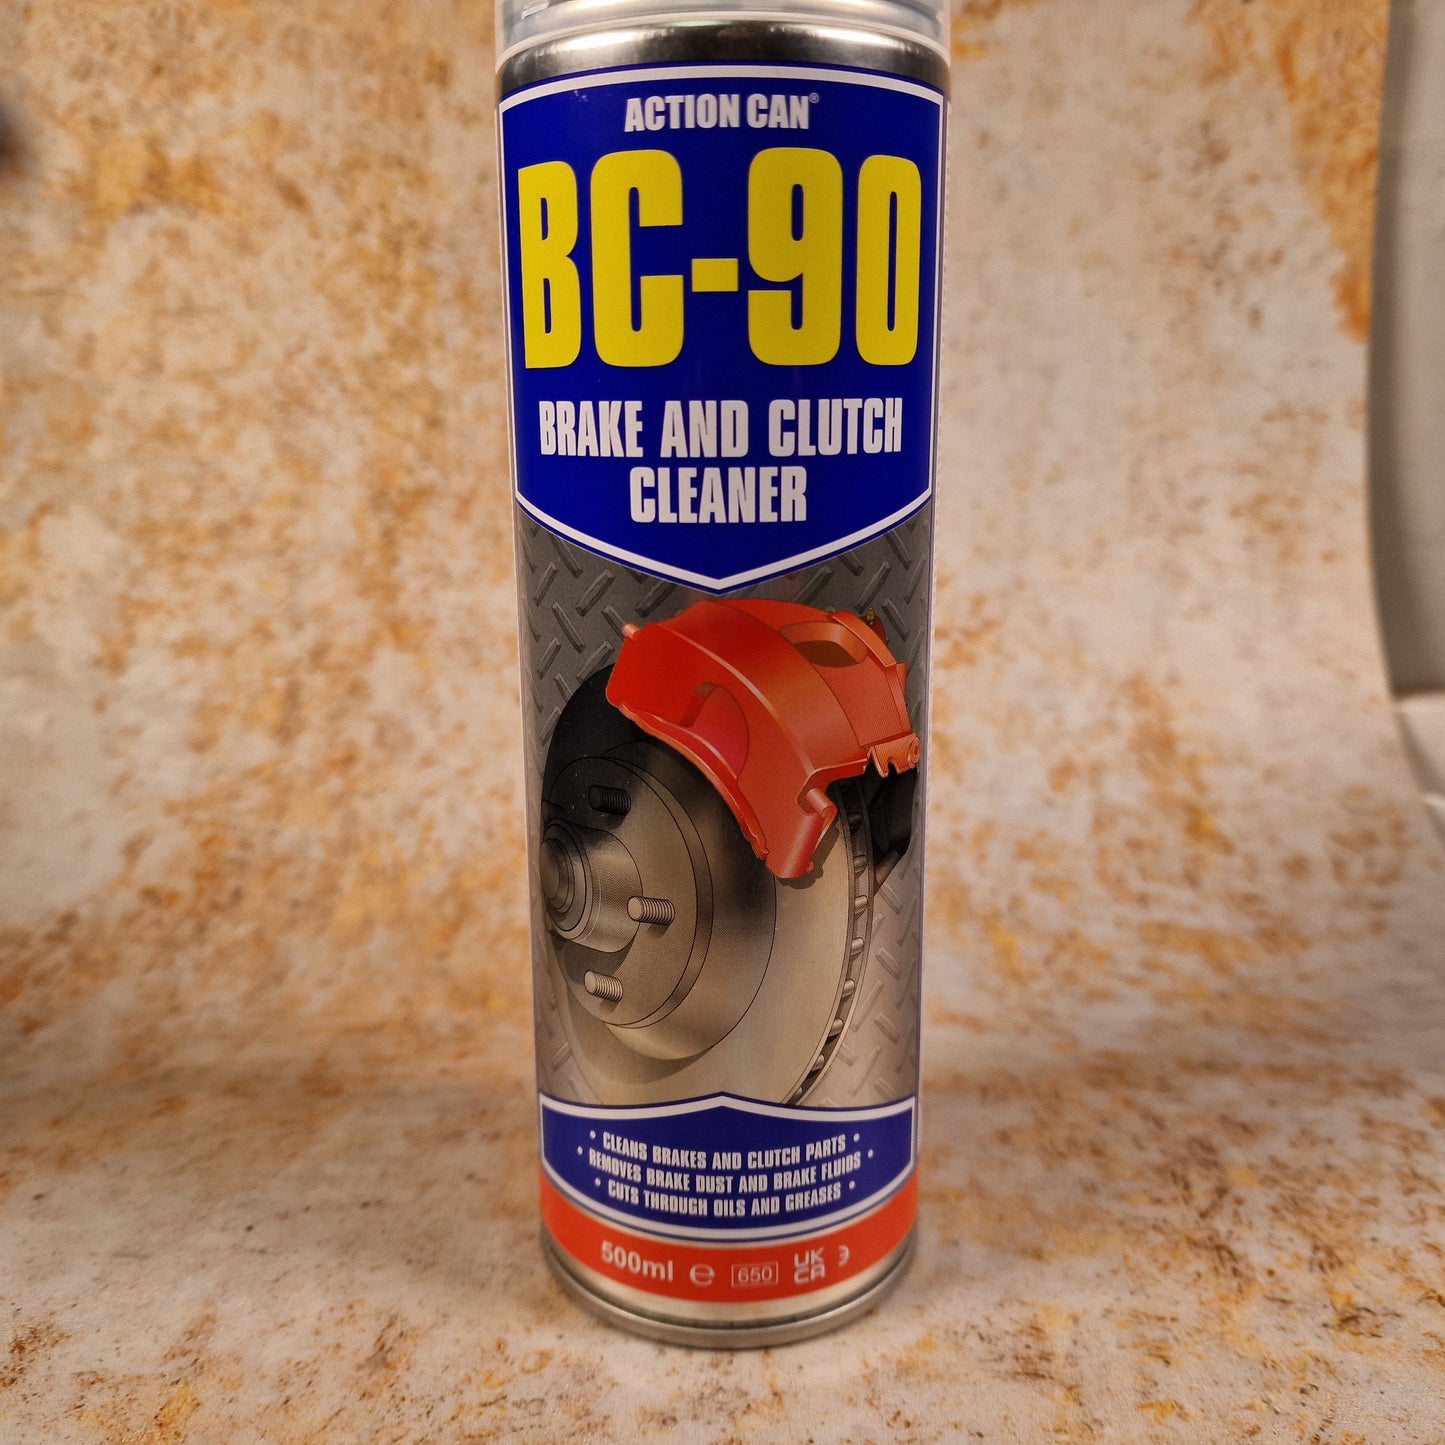 ACTION CAN®
BC-90
BRAKE AND CLUTCH
CLEANER
• CLEANS BRAKES AND CLUTCH PARTS •
• REMOVES BRAKE DUST AND BRAKE FLUIDS •
• CUTS THROUGH OILS AND GREASES •
500ml ℮ 650 UK CA 3